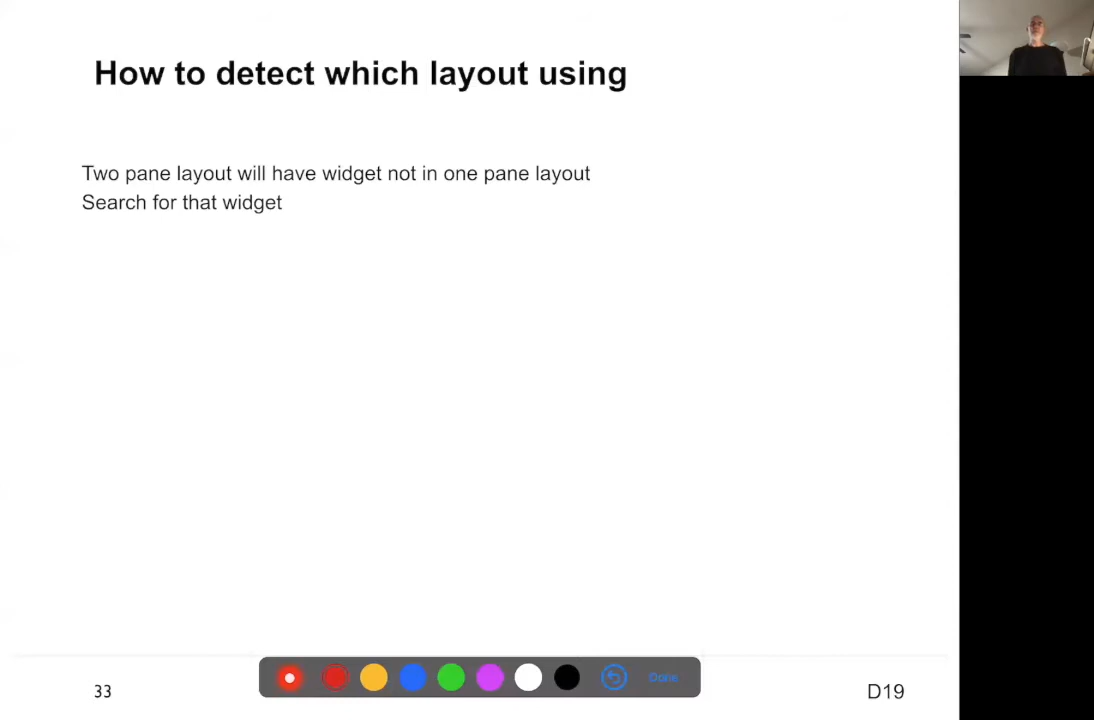 How to detect which layout using
Two pane layout will have widget not in one pane layout
Search for that widget
Done
33
D19